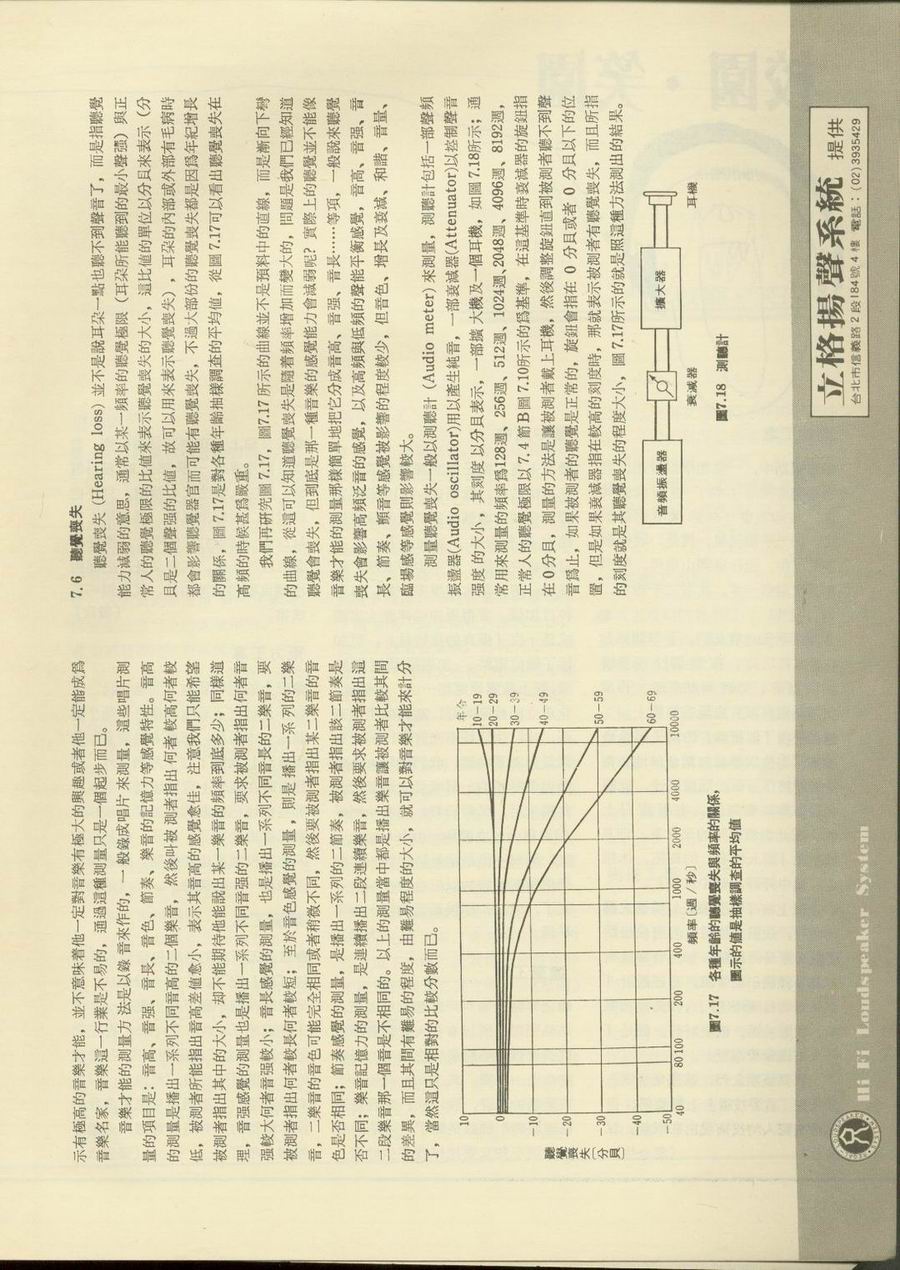 示有極高的音樂才能，並不意味着他一定對音樂有極大的興趣或者他一定能成爲
音樂名家，音樂這一行業是不易的，通過這種測量只是一個起步而已。
音樂才能的測量方法是以錄音來作的，一般錄成唱片來測量，這些唱片測
量的項目是：音高、音强、音長、音色、節奏、樂音的記憶力等感覺特性。音高
的測量是播出一系列不同音高的二個樂音，然後叫被測者指出何者較高何者較
低，被測者所能指出音高差値愈小，表示其音高的感覺愈佳，注意我們只能希望
被測者指出其中的大小，却不能期待他能說出某一樂音的頻率到底多少；同樣道
理，音强感覺的測量也是播出一系列不同音强的二樂音，要求被測者指出何者音
强較大何者音强較小；音長感覺的測量，也是播出一系列不同音長的二樂音，要
被測者指出何者較長何者較短；至於音色感覺的測量，則是播出一系列的二樂
音，二樂音的音色可能完全相同或者稍微不同，然後要被測者指出某二樂音的音
色是否相同；節奏感覺的測量，是播出一系列的二節奏，被測者指出該二節奏是
否不同；樂音記憶力的測量，是連續播出二段連續樂音，然後要求被測者指出這
二段樂音那一個音是不相同的。以上的測量當中都是播出樂音讓被測者比較其間
的差異，而且其間有難易的程度，由難易程度的大小，就可以對音樂才能來計分
了，當然這只是相對的比較分數而已。
10
0
-10
-20
-30
-40
-50
聽覺喪失〔分貝〕
40
80 100
200
400
1000
2000
4000
10000
頻率〔週／秒〕
年令
10-19
20-29
30-39
40-49
50-59
60-69
圖7.17 各種年齡的聽覺喪失與頻率的關係，
圖示的値是抽樣調查的平均値
7.6 聽覺喪失
聽覺喪失 (Hearing loss) 並不是說耳朵一點也聽不到聲音了，而是指聽覺
能力減弱的意思，通常以某一頻率的聽覺極限（耳朵所能聽到的最小聲强）與正
常人的聽覺極限的比値來表示聽覺喪失的大小，這比値的單位以分貝來表示（分
貝是二個聲强的比値，故可以用來表示聽覺喪失），耳朵的內部或外部有毛病時
都會影響聽覺器官而可能有聽覺喪失，不過大部份的聽覺喪失都是因爲年紀增長
的關係，圖 7.17是對各種年齡抽樣調查的平均値，從圖 7.17可以看出聽覺喪失在
高頻的時候甚爲嚴重。
我們再研究圖 7.17，圖7.17所示的曲線並不是預料中的直線，而是漸向下彎
的曲線，從這可以知道聽覺喪失是隨着頻率增加而變大的，問題是我們已經知道
聽覺會喪失，但到底是那一種音樂的感覺能力會減弱呢？實際上的聽覺並不能像
音樂才能的測量那樣簡單地把它分成音高、音强、音長……等項，一般說來聽覺
喪失會影響高頻泛音的感覺，以及高頻與低頻的聲能平衡感覺，音高、音强、音
長、節奏、顫音等感覺被影響的程度較少，但音色、增長及衰減、和諧、音量、
臨場感等感覺則影響較大。
測量聽覺喪失一般以測聽計 (Audio meter) 來測量，測聽計包括一部聲頻
振盪器(Audio oscillator)用以產生純音，一部衰減器(Attenuator)以控制聲音
强度的大小，其刻度以分貝表示，一部擴大機及一個耳機，如圖 7.18所示；通
常用來測量的頻率爲128週、256週、512週、1024週、2048週、4096週、8192週，
正常人的聽覺極限以7.4節B圖 7.10所示的爲基準，在這基準時衰減器的旋鈕指
在0分貝，測量的方法是讓被測者戴上耳機，然後調整旋鈕直到被測者聽不到聲
音爲止，如果被測者的聽覺是正常的，旋鈕會指在 0 分貝或者 0 分貝以下的位
置，但是如果衰減器指在較高的刻度時，那就表示被測者有聽覺喪失，而且所指
的刻度就是其聽覺喪失的程度大小，圖 7.17所示的就是照這種方法測出的結果。
音頻振盪器
衰減器
擴大器
耳機
圖7.18 測聽計
Hi Fi Loudspeaker System
立格揚聲系統 提供
台北市信義路 2 段184號 4 樓 電話：(02)3935429